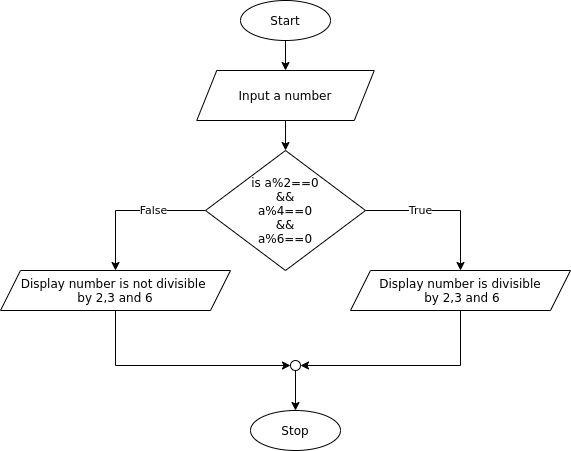 Start
Input a number
is a%2==0
&&
a%4==0
&&
a%6==0
False
True
Display number is not divisible
by 2,3 and 6
Display number is divisible
by 2,3 and 6
Stop